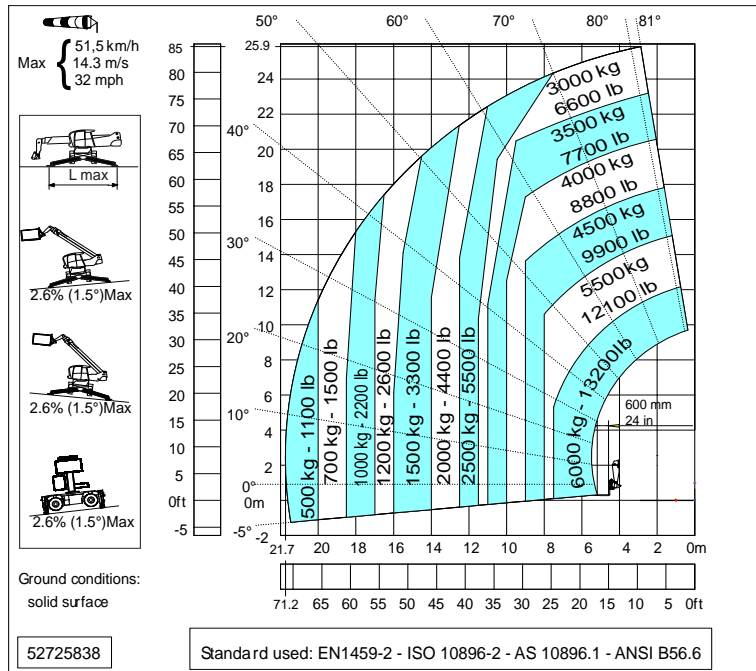 Max { 51,5 km/h
14.3 m/s
32 mph
L max
2.6% (1.5°)Max
2.6% (1.5°)Max
2.6% (1.5°)Max
Ground conditions:
solid surface
52725838
85
80
75
70
65
60
55
50
45
40
35
30
25
20
15
10
5
0ft
-5
25.9
24
22
20
18
16
14
12
10
8
6
4
2
0m
-2
-5°
0°
10°
20°
30°
40°
50°
60°
70°
80°
81°
3000 kg
6600 lb
3500 kg
7700 lb
4000 kg
8800 lb
4500 kg
9900 lb
5500kg
12100 lb
6000 kg - 13200lb
500 kg - 1100 lb
700 kg - 1500 lb
1000 kg - 2200 lb
1200 kg - 2600 lb
1500 kg - 3300 lb
2000 kg - 4400 lb
2500 kg - 5500 lb
600 mm
24 in
21.7 20 18 16 14 12 10 8 6 4 2 0m
71.2 65 60 55 50 45 40 35 30 25 20 15 10 5 0ft
Standard used: EN1459-2 - ISO 10896-2 - AS 10896.1 - ANSI B56.6